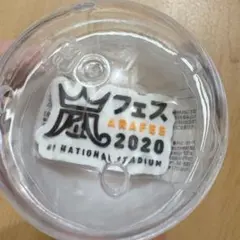 嵐フェス
ARAFES
2020
at NATIONAL STADIUM